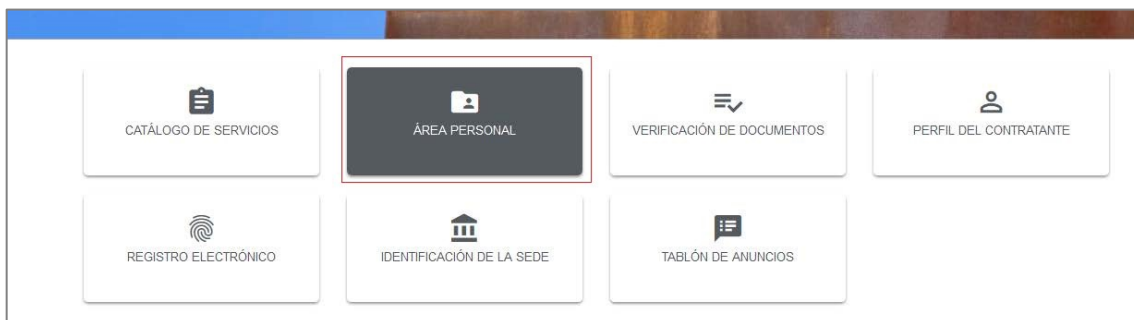 CATÁLOGO DE SERVICIOS
ÁREA PERSONAL
VERIFICACIÓN DE DOCUMENTOS
PERFIL DEL CONTRATANTE
REGISTRO ELECTRÓNICO
IDENTIFICACIÓN DE LA SEDE
TABLÓN DE ANUNCIOS